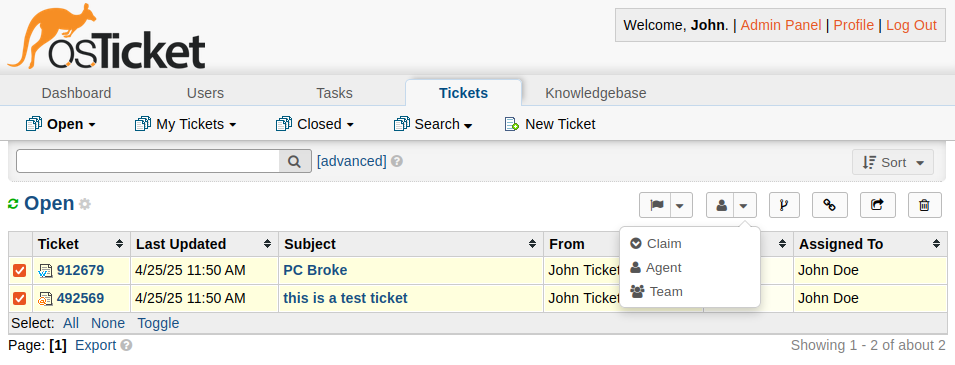 osTicket
Welcome, John. | Admin Panel | Profile | Log Out
Dashboard Users Tasks Tickets Knowledgebase
Open My Tickets Closed Search New Ticket
[advanced] Sort
Open
Claim
Agent
Team
Ticket Last Updated Subject From Assigned To
912679 4/25/25 11:50 AM PC Broke John Ticket John Doe
492569 4/25/25 11:50 AM this is a test ticket John Ticket John Doe
Select: All None Toggle
Page: [1] Export Showing 1 - 2 of about 2